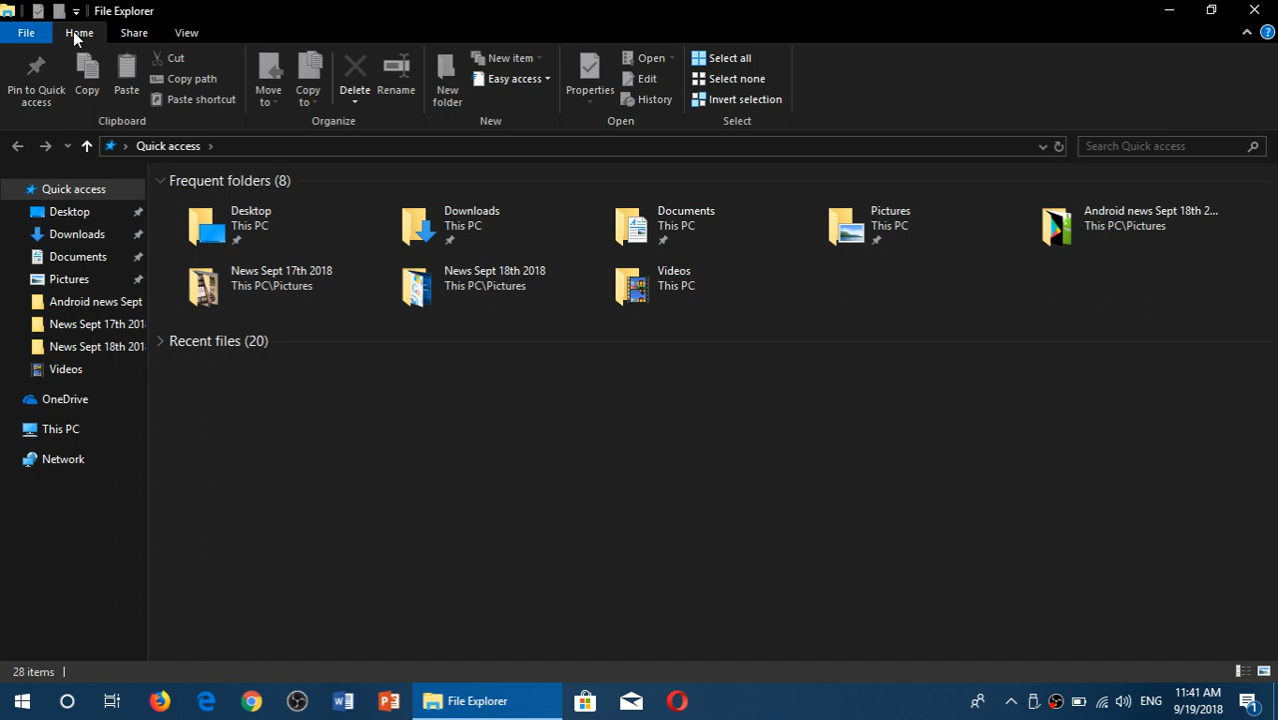 File Explorer
File Home Share View
Pin to Quick access
Copy
Paste
Cut
Copy path
Paste shortcut
Clipboard
Move to
Copy to
Delete
Rename
Organize
New folder
New item
Easy access
New
Properties
Open
Edit
History
Open
Select all
Select none
Invert selection
Select
Quick access
Search Quick access
Quick access
Desktop
Downloads
Documents
Pictures
Android news Sept
News Sept 17th 201
News Sept 18th 201
Videos
OneDrive
This PC
Network
Frequent folders (8)
Desktop
This PC
Downloads
This PC
Documents
This PC
Pictures
This PC
Android news Sept 18th 2...
This PC\Pictures
News Sept 17th 2018
This PC\Pictures
News Sept 18th 2018
This PC\Pictures
Videos
This PC
Recent files (20)
28 items
File Explorer
ENG
11:41 AM
9/19/2018
1